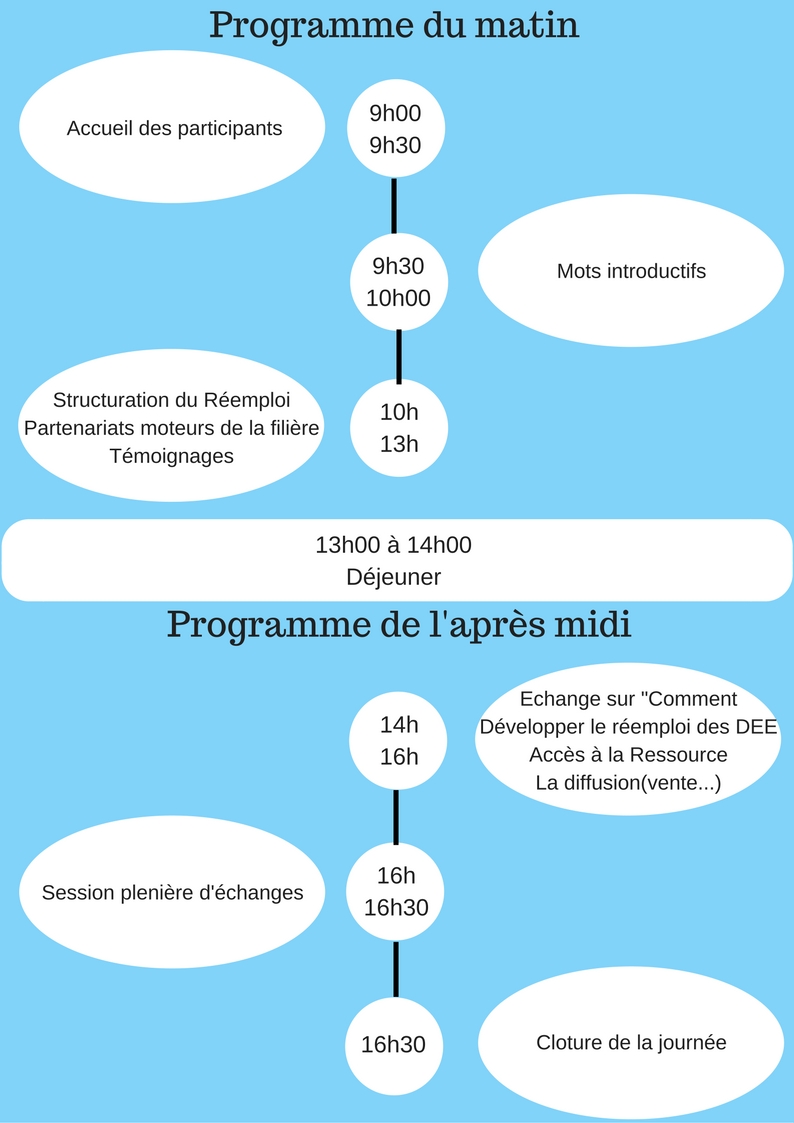 Programme du matin
Accueil des participants
9h00
9h30
9h30
10h00
Mots introductifs
Structuration du Réemploi
Partenariats moteurs de la filière
Témoignages
10h
13h
13h00 à 14h00
Déjeuner
Programme de l'après midi
14h
16h
Echange sur "Comment
Développer le réemploi des DEE
Accès à la Ressource
La diffusion(vente...)
Session plenière d'échanges
16h
16h30
16h30
Cloture de la journée